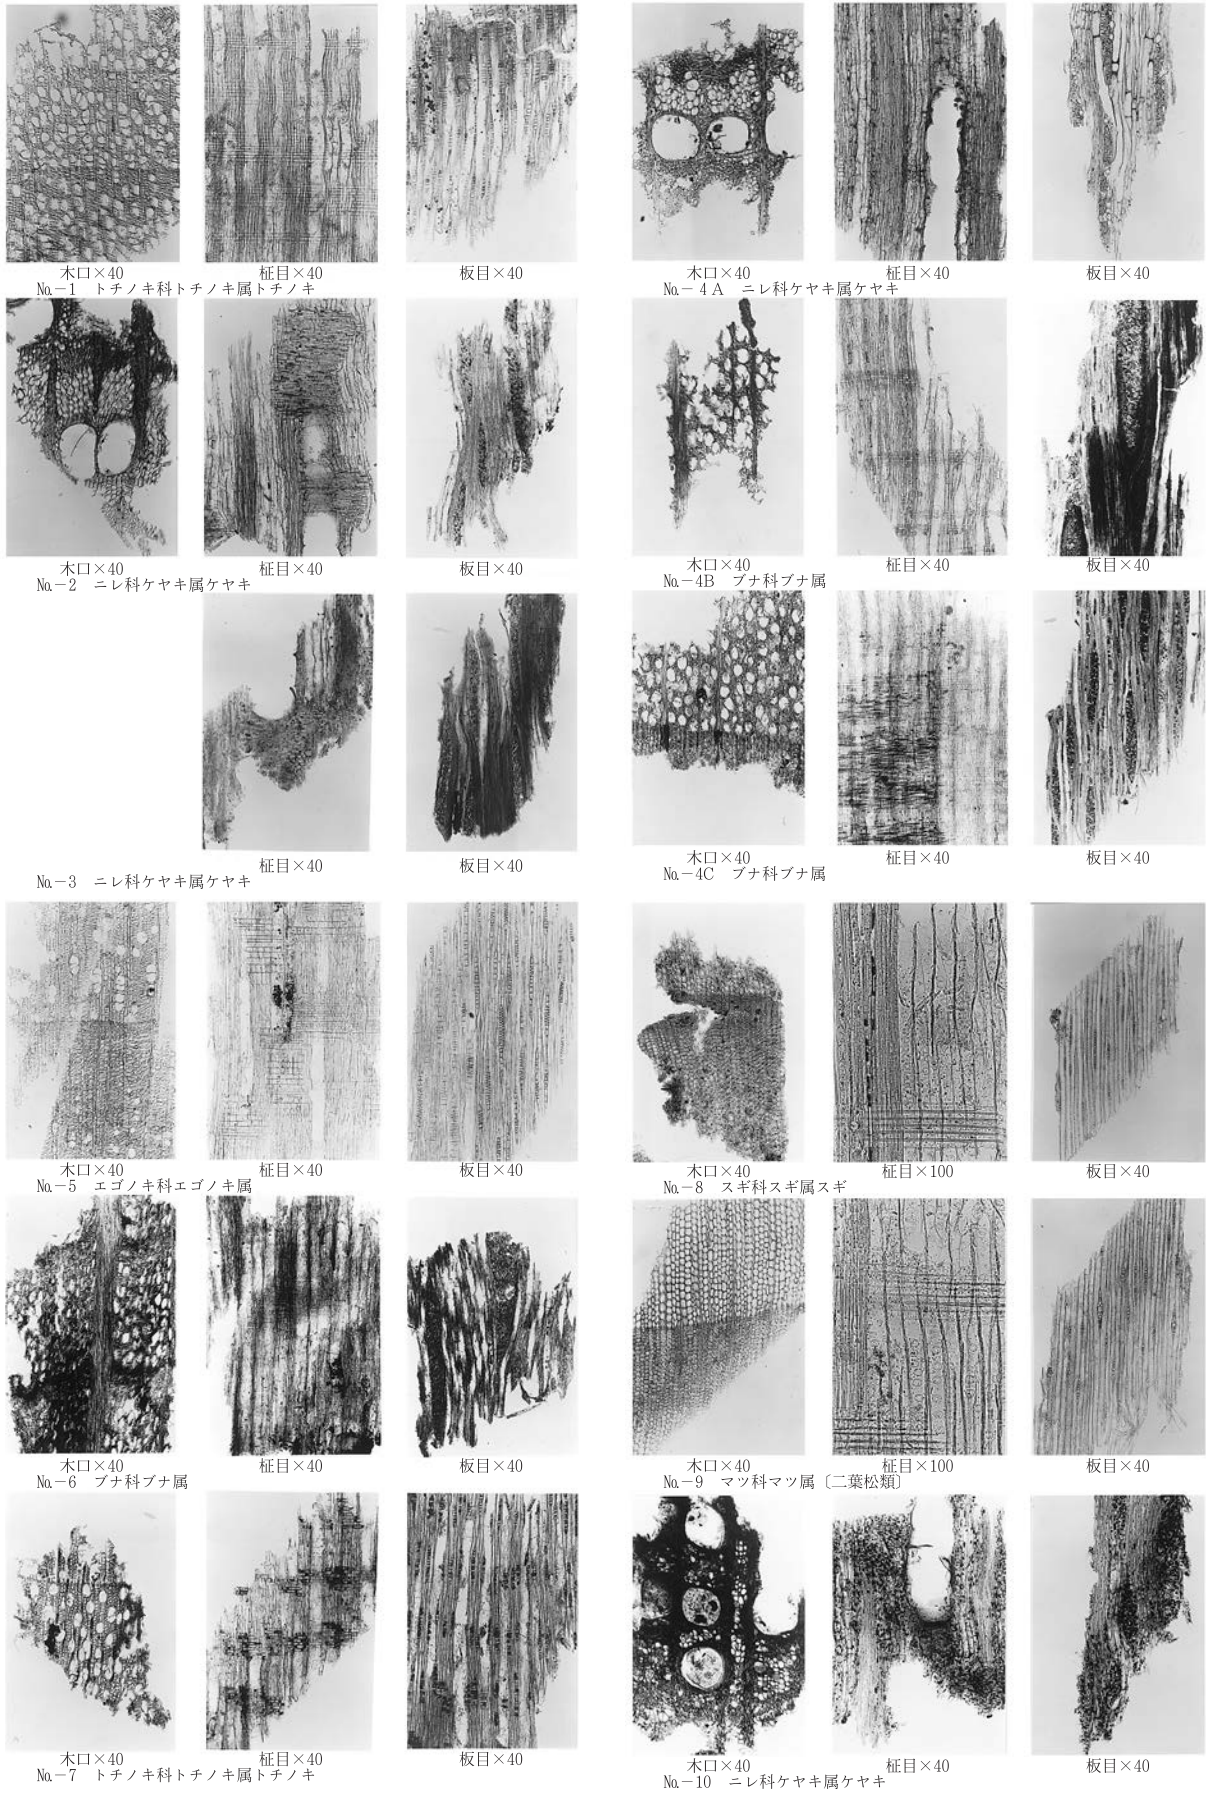 木口×40　柾目×40　板目×40
№－1　トチノキ科トチノキ属トチノキ
木口×40　柾目×40　板目×40
№－2　ニレ科ケヤキ属ケヤキ
柾目×40　板目×40
№－3　ニレ科ケヤキ属ケヤキ
木口×40　柾目×40　板目×40
№－4A　ニレ科ケヤキ属ケヤキ
木口×40　柾目×40　板目×40
№－4B　ブナ科ブナ属
木口×40　柾目×40　板目×40
№－4C　ブナ科ブナ属
木口×40　柾目×40　板目×40
№－5　エゴノキ科エゴノキ属
木口×40　柾目×40　板目×40
№－6　ブナ科ブナ属
木口×40　柾目×40　板目×40
№－7　トチノキ科トチノキ属トチノキ
木口×40　柾目×100　板目×40
№－8　スギ科スギ属スギ
木口×40　柾目×100　板目×40
№－9　マツ科マツ属〔二葉松類〕
木口×40　柾目×40　板目×40
№－10　ニレ科ケヤキ属ケヤキ